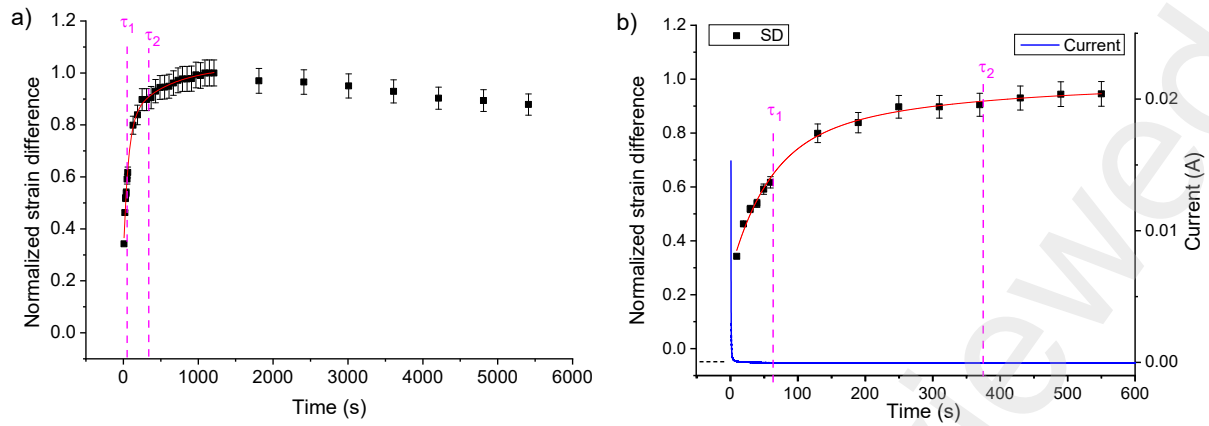 a)
τ1
τ2
Normalized strain difference
1.2
1.0
0.8
0.6
0.4
0.2
0.0
0
1000
2000
3000
4000
5000
6000
Time (s)
b)
SD
Current
τ1
τ2
Normalized strain difference
1.2
1.0
0.8
0.6
0.4
0.2
-0.0
0
100
200
300
400
500
600
Time (s)
0.02
0.01
0.00
Current (A)
iewed